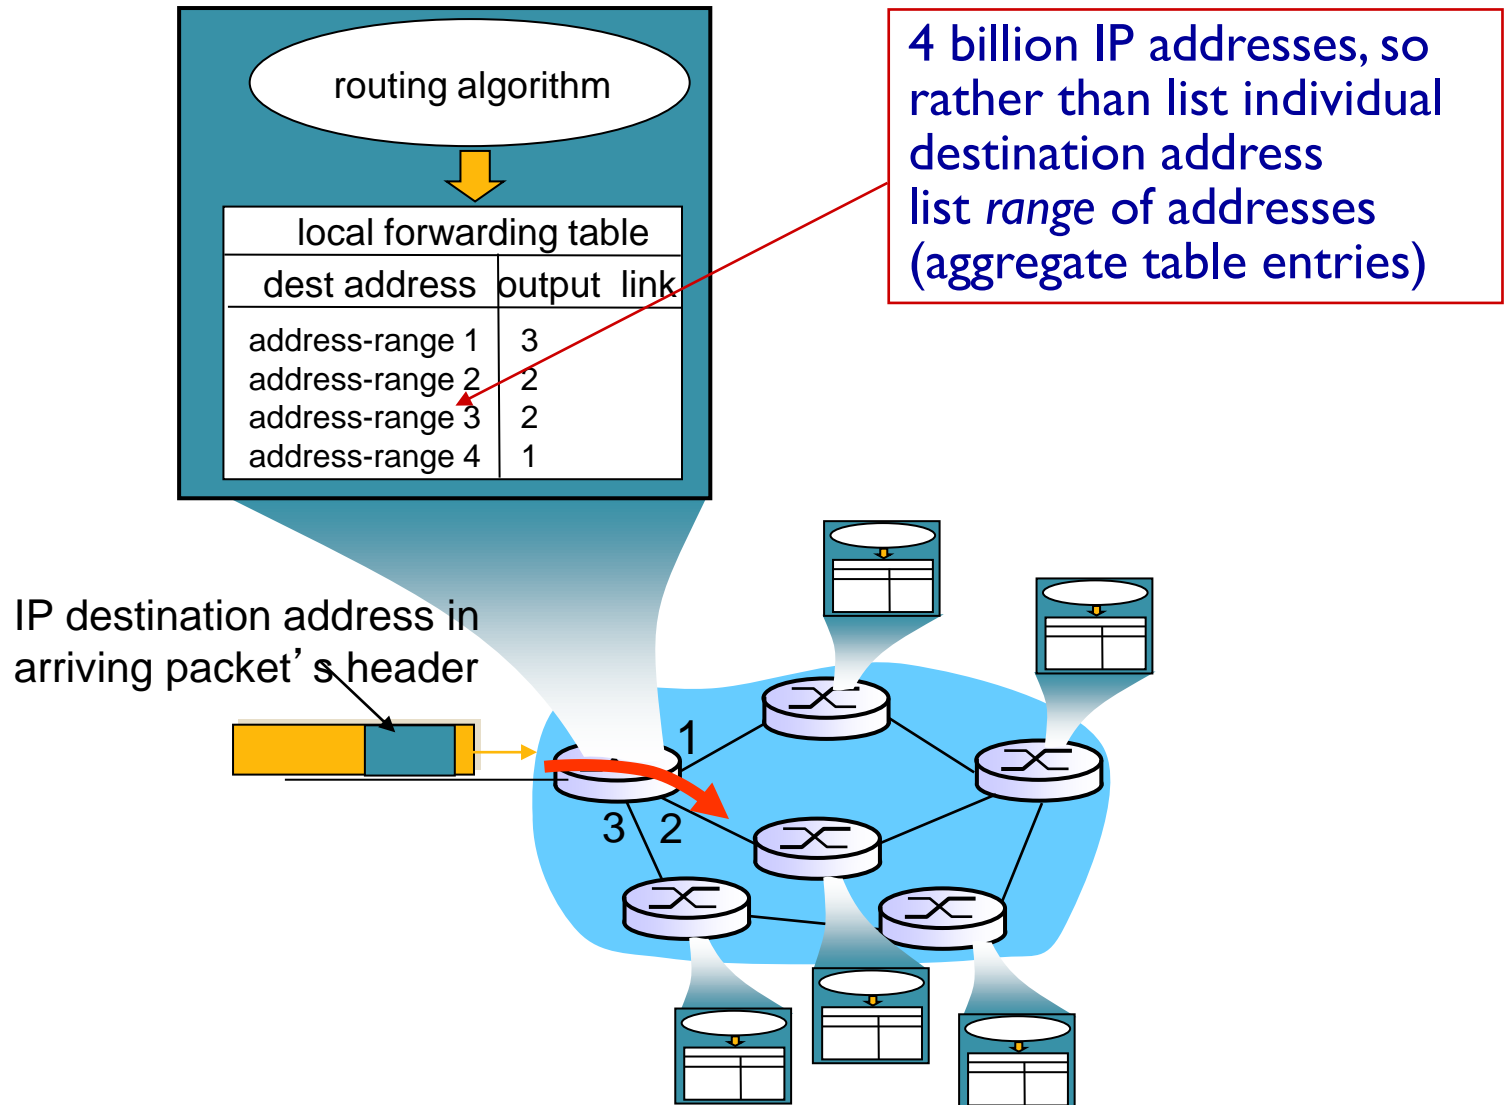 routing algorithm
local forwarding table
dest address output link
address-range 1 3
address-range 2 2
address-range 3 2
address-range 4 1
4 billion IP addresses, so
rather than list individual
destination address
list range of addresses
(aggregate table entries)
IP destination address in
arriving packet’s header
1
3 2